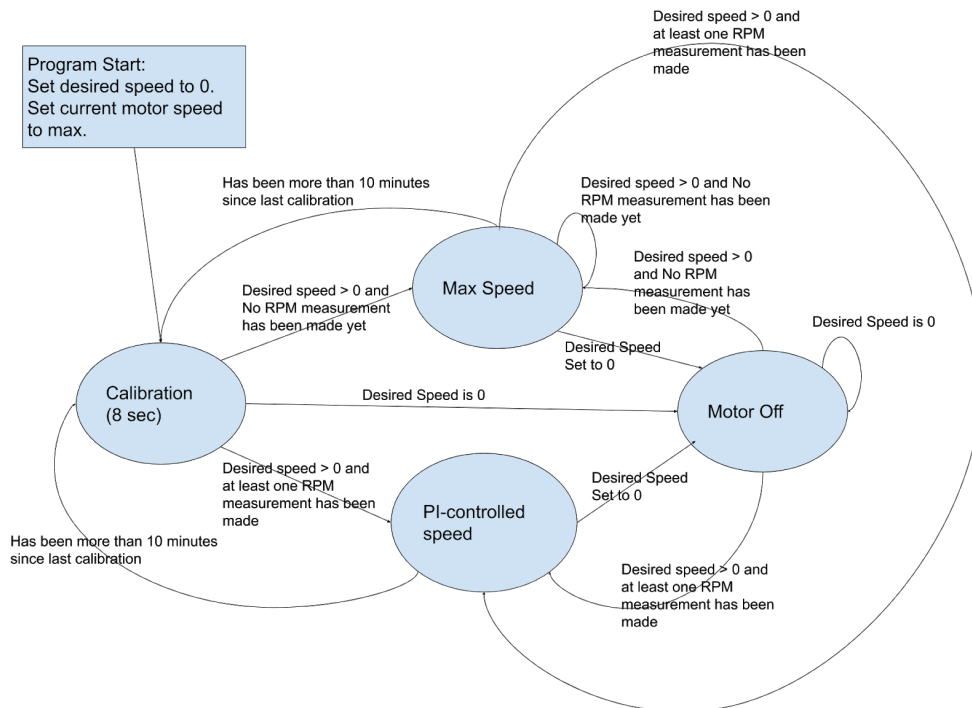 Desired speed > 0 and
at least one RPM
measurement has been
made
Program Start:
Set desired speed to 0.
Set current motor speed
to max.
Has been more than 10 minutes
since last calibration
Desired speed > 0 and No
RPM measurement has been
made yet
Desired speed > 0
and No RPM
measurement has
been made yet
Max Speed
Desired speed > 0 and
No RPM measurement
has been made yet
Desired Speed is 0
Desired Speed
Set to 0
Calibration
(8 sec)
Desired Speed is 0
Motor Off
Desired speed > 0 and
at least one RPM
measurement has been
made
Desired Speed
Set to 0
PI-controlled
speed
Has been more than 10 minutes
since last calibration
Desired speed > 0 and
at least one RPM
measurement has been
made